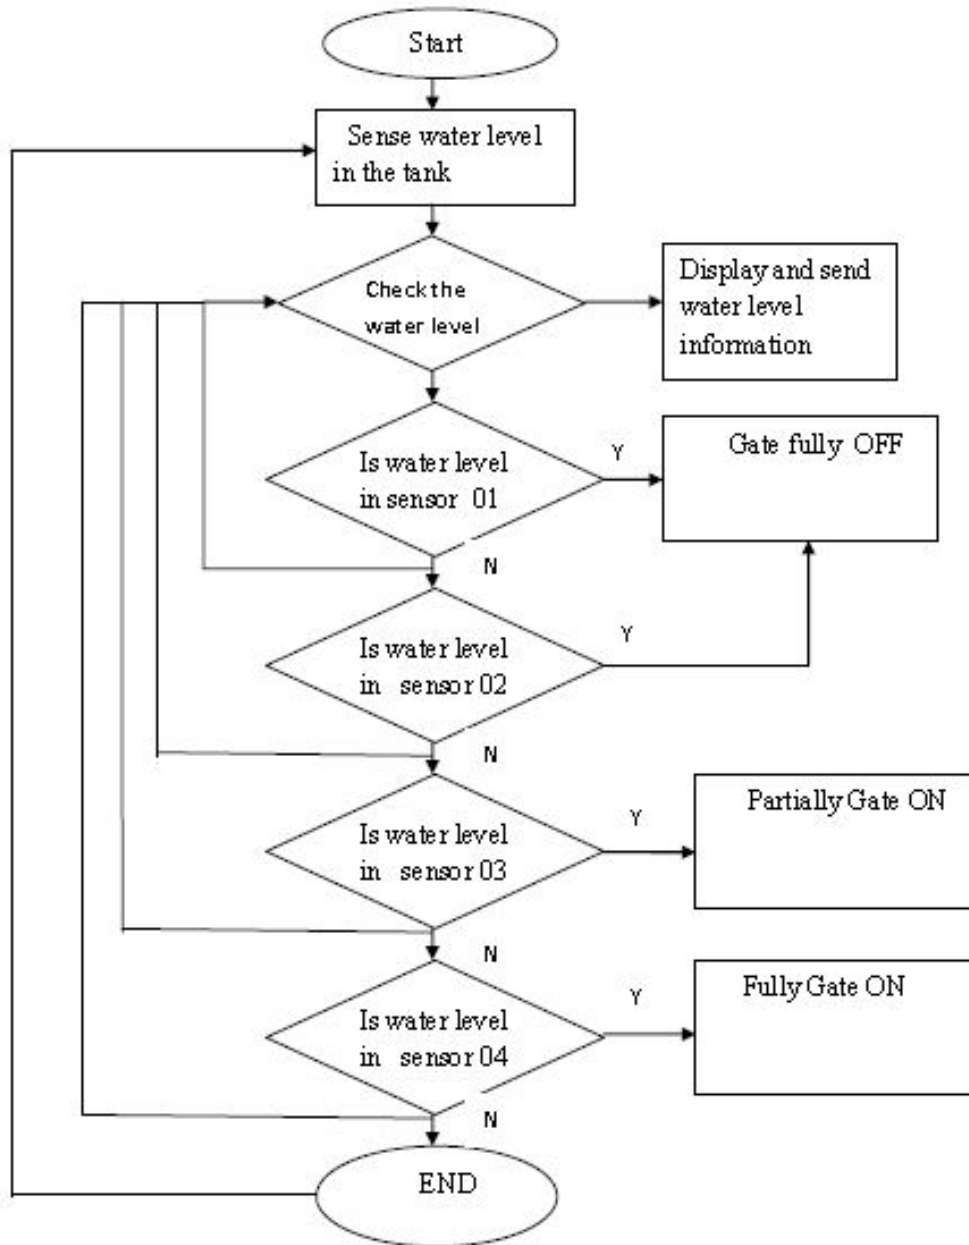 Start
Sense water level
in the tank
Check the
water level
Display and send
water level
information
Is water level
in sensor 01
Y
Gate fully OFF
N
Is water level
in sensor 02
Y
N
Is water level
in sensor 03
Y
Partially Gate ON
N
Is water level
in sensor 04
Y
Fully Gate ON
N
END